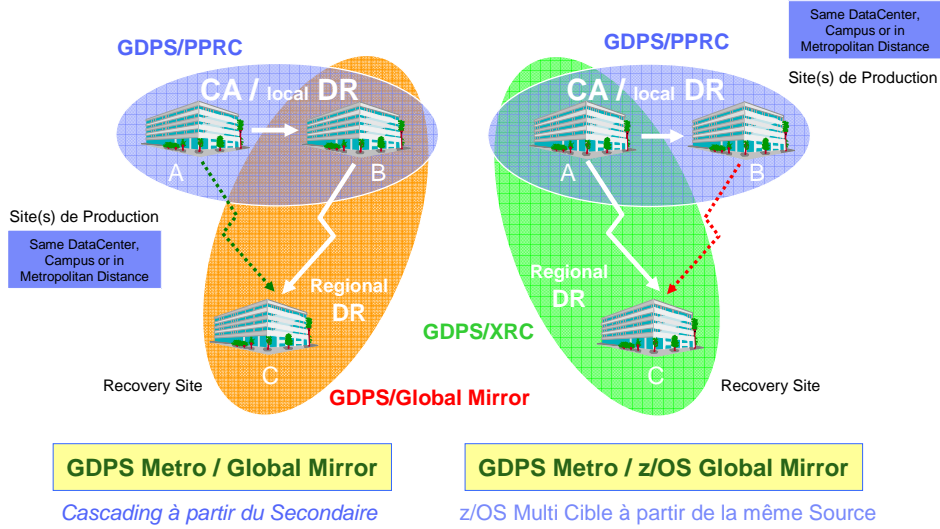 GDPS/PPRC
CA / local DR
A
B
Site(s) de Production
Same DataCenter,
Campus or in
Metropolitan Distance
Regional
DR
C
Recovery Site
GDPS/Global Mirror
GDPS Metro / Global Mirror
Cascading à partir du Secondaire
Same DataCenter,
Campus or in
Metropolitan Distance
GDPS/PPRC
Site(s) de Production
CA / local DR
A
B
Regional
DR
GDPS/XRC
C
Recovery Site
GDPS Metro / z/OS Global Mirror
z/OS Multi Cible à partir de la même Source